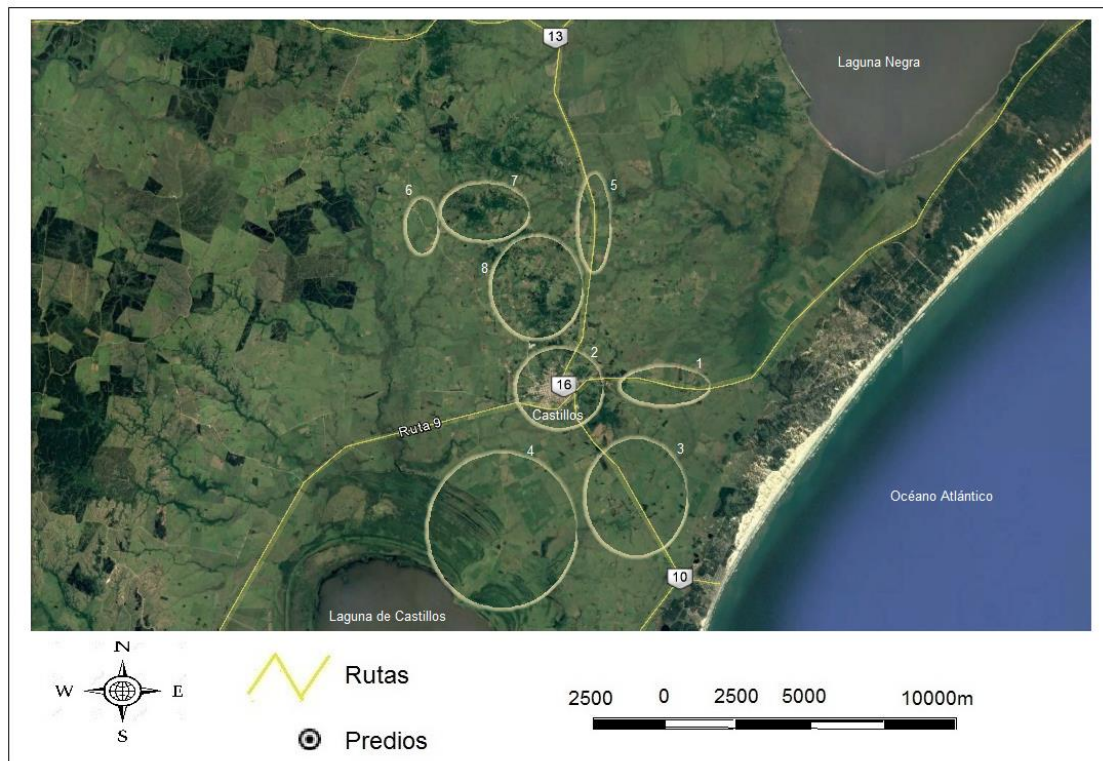 13
Laguna Negra
6
7
5
8
2
1
16
Castillos
Ruta 9
4
3
Océano Atlántico
10
Laguna de Castillos
N
W E
S
Rutas
Predios
2500 0 2500 5000 10000m